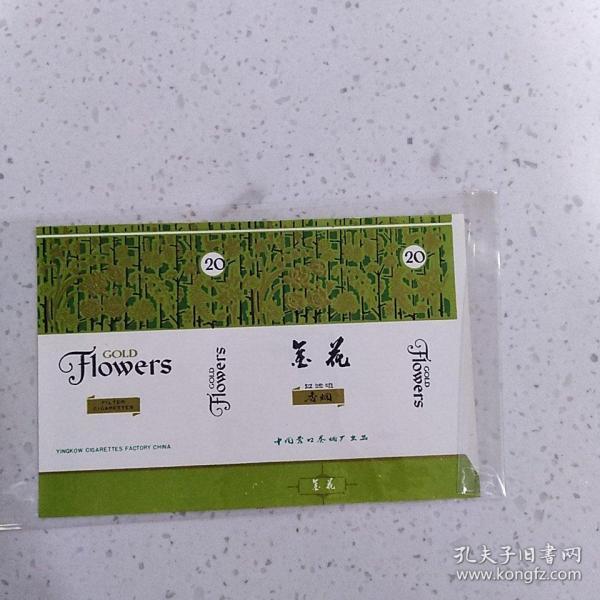 20
20
GOLD
Flowers
FILTER
CIGARETTES
YINGKOW CIGARETTES FACTORY CHINA
GOLD
Flowers
金花
过滤咀
香烟
中国营口卷烟厂出品
GOLD
Flowers
金花
孔夫子旧书网
www.kongfz.com